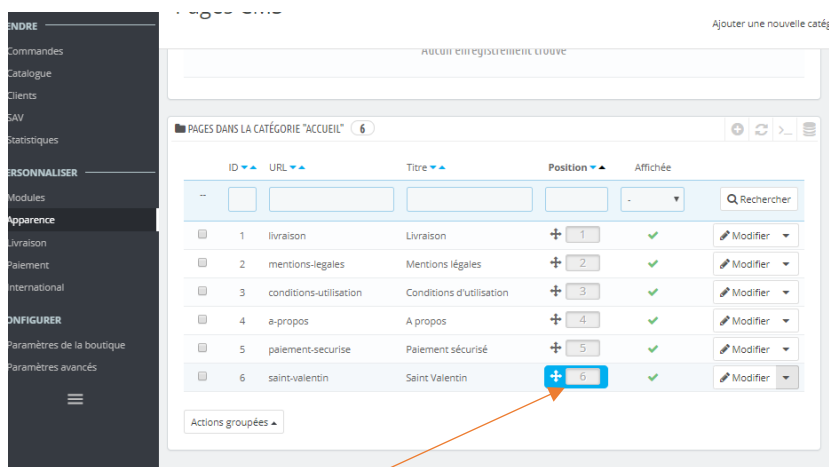 ENDRE
Commandes
Catalogue
Clients
SAV
Statistiques
ERSONNALISER
Modules
Apparence
Livraison
Paiement
International
ONFIGURER
Paramètres de la boutique
Paramètres avancés
Ajouter une nouvelle caté
Aucun enregistrement trouvé
PAGES DANS LA CATÉGORIE "ACCUEIL" 6
ID URL Titre Position Affichée
-- - Rechercher
1 livraison Livraison 1 Modifier
2 mentions-legales Mentions légales 2 Modifier
3 conditions-utilisation Conditions d'utilisation 3 Modifier
4 a-propos A propos 4 Modifier
5 paiement-securise Paiement sécurisé 5 Modifier
6 saint-valentin Saint Valentin 6 Modifier
Actions groupées